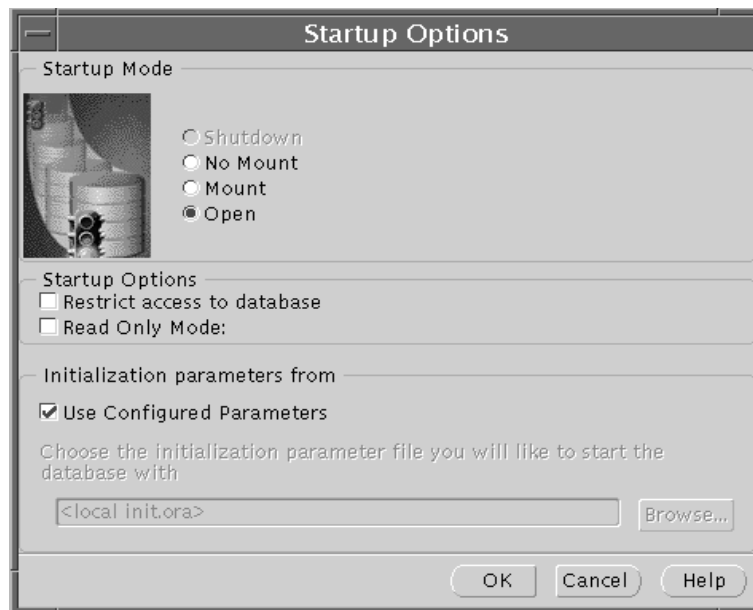 Startup Options
Startup Mode
Shutdown
No Mount
Mount
Open
Startup Options
Restrict access to database
Read Only Mode:
Initialization parameters from
Use Configured Parameters
Choose the initialization parameter file you will like to start the
database with
<local init.ora>
Browse...
OK
Cancel
Help